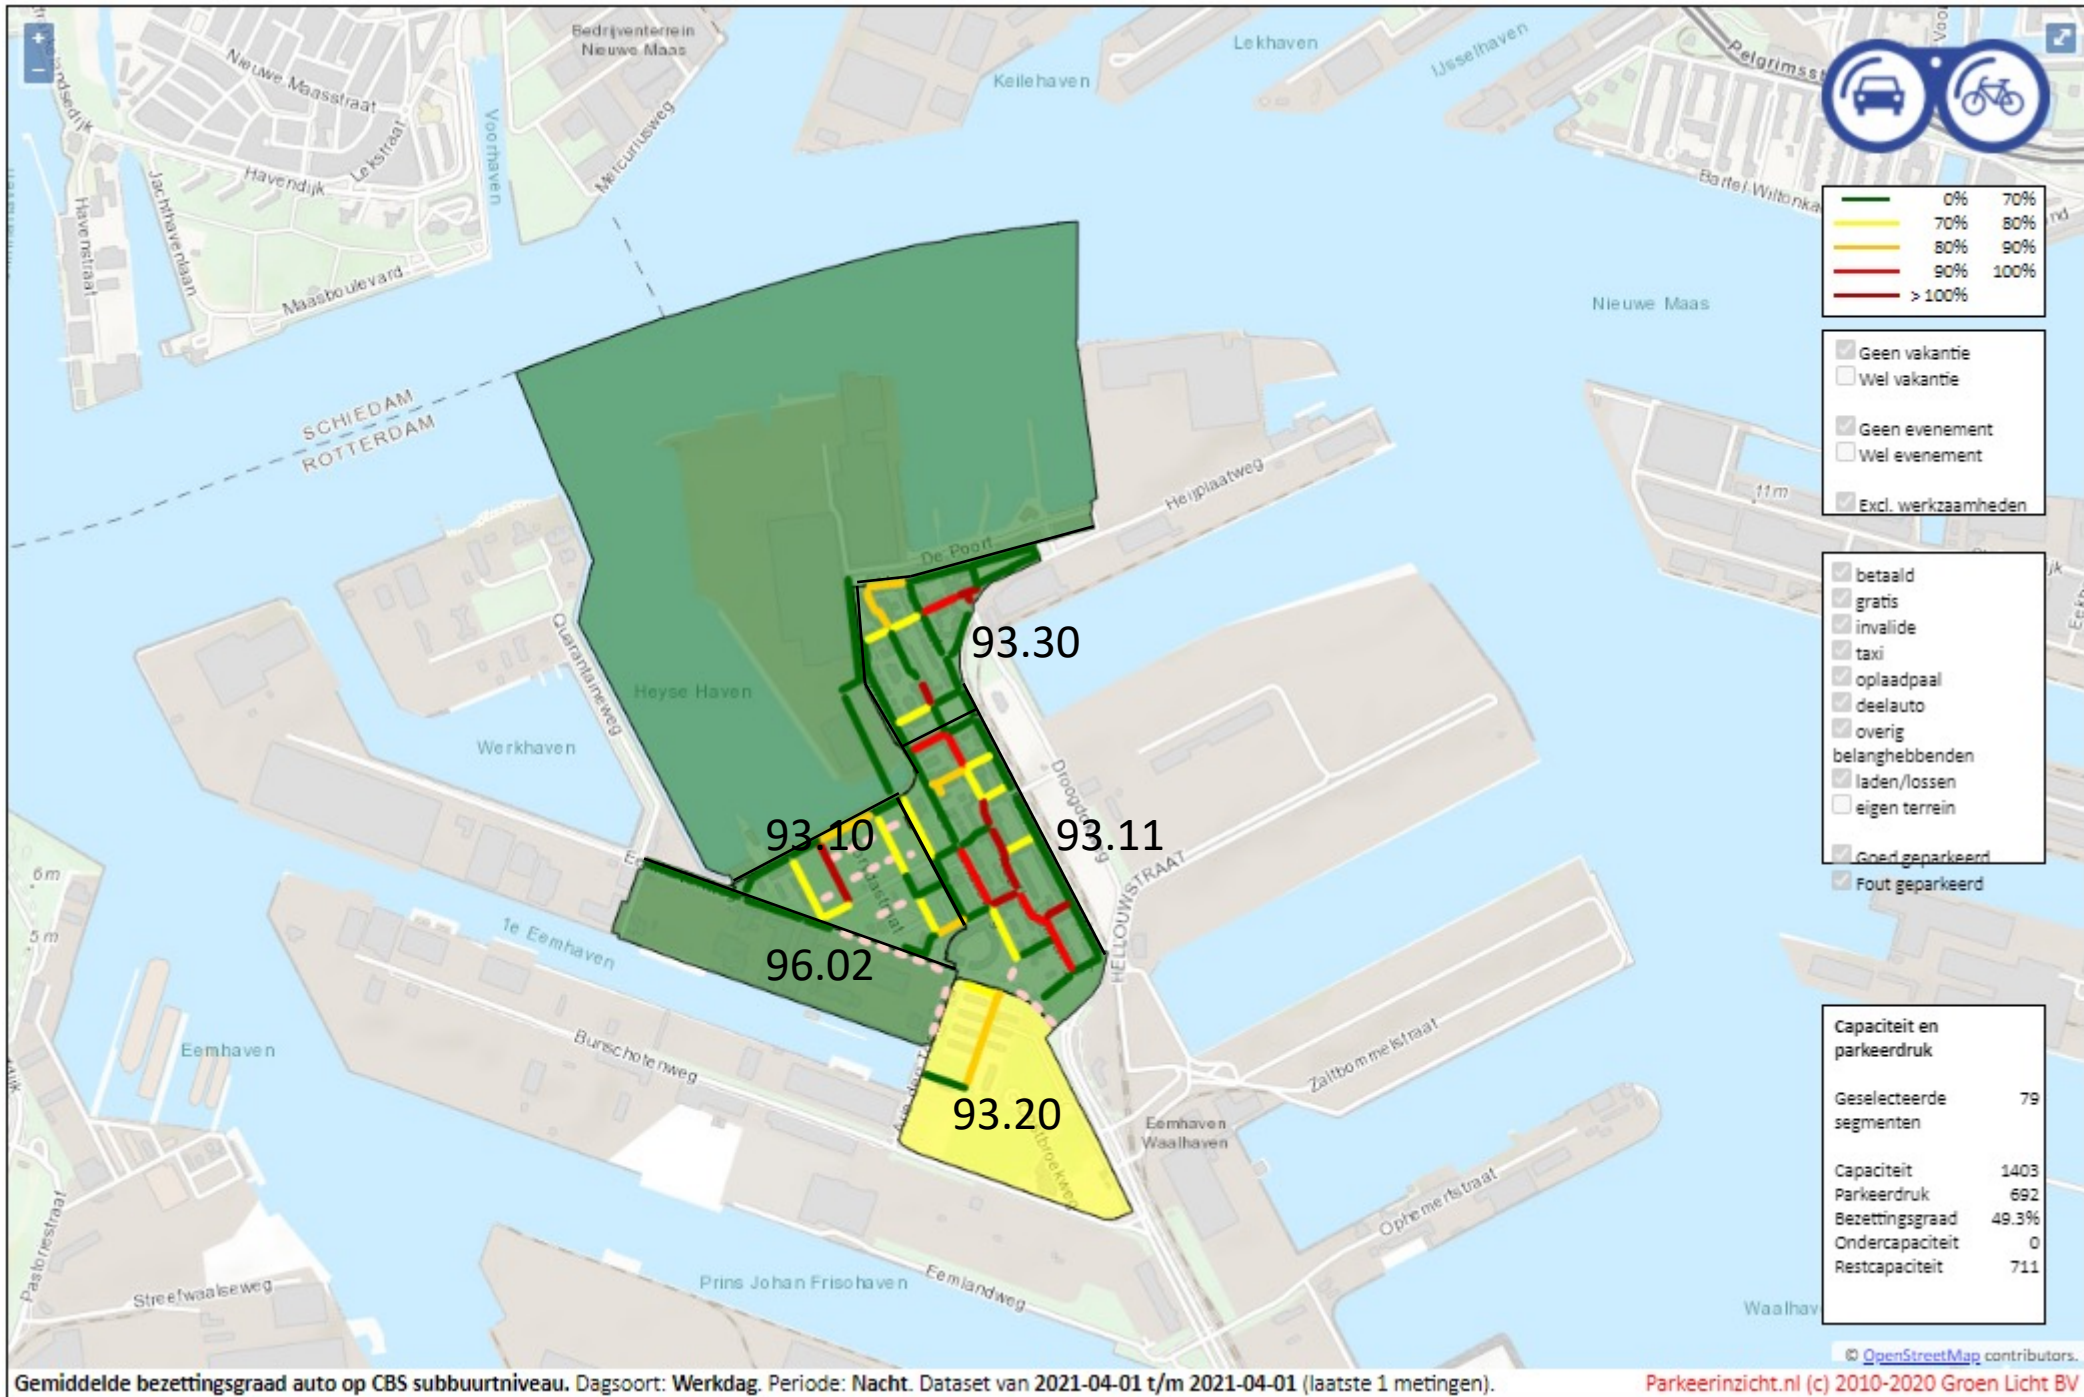 Bedrijventerrein
Nieuwe Maas
Nieuwe Maasstraat
Lekstraat
Havendijk
Voorhaven
Mercuriusweg
Jachthavenlaan
Havenstraat
Maasboulevard
Keilehaven
Lekhaven
IJsselhaven
Nieuwe Maas
SCHIEDAM
ROTTERDAM
Heijplaatweg
11 m
De Poort
93.30
Quarantaineweg
Heyse Haven
Werkhaven
Droogdokweg
93.10
93.11
HELLOUWSTRAAT
6 m
5 m
1e Eemhaven
96.02
Eemhaven
Bunschotenweg
Zaltbommelstraat
93.20
Eemhaven
Waalhaven
Ophemertstraat
Pastoriestraat
Streefwaalseweg
Prins Johan Frisohaven
Eemlandweg
+
−
0% 70%
70% 80%
80% 90%
90% 100%
> 100%
Geen vakantie
Wel vakantie
Geen evenement
Wel evenement
Excl. werkzaamheden
betaald
gratis
invalide
taxi
oplaadpaal
deelauto
overig
belanghebbenden
laden/lossen
eigen terrein
Goed geparkeerd
Fout geparkeerd
Capaciteit en
parkeerdruk
Geselecteerde 79
segmenten
Capaciteit 1403
Parkeerdruk 692
Bezettingsgraad 49.3%
Ondercapaciteit 0
Restcapaciteit 711
© OpenStreetMap contributors.
Gemiddelde bezettingsgraad auto op CBS subbuurtniveau. Dagsoort: Werkdag. Periode: Nacht. Dataset van 2021-04-01 t/m 2021-04-01 (laatste 1 metingen). Parkeerinzicht.nl (c) 2010-2020 Groen Licht BV